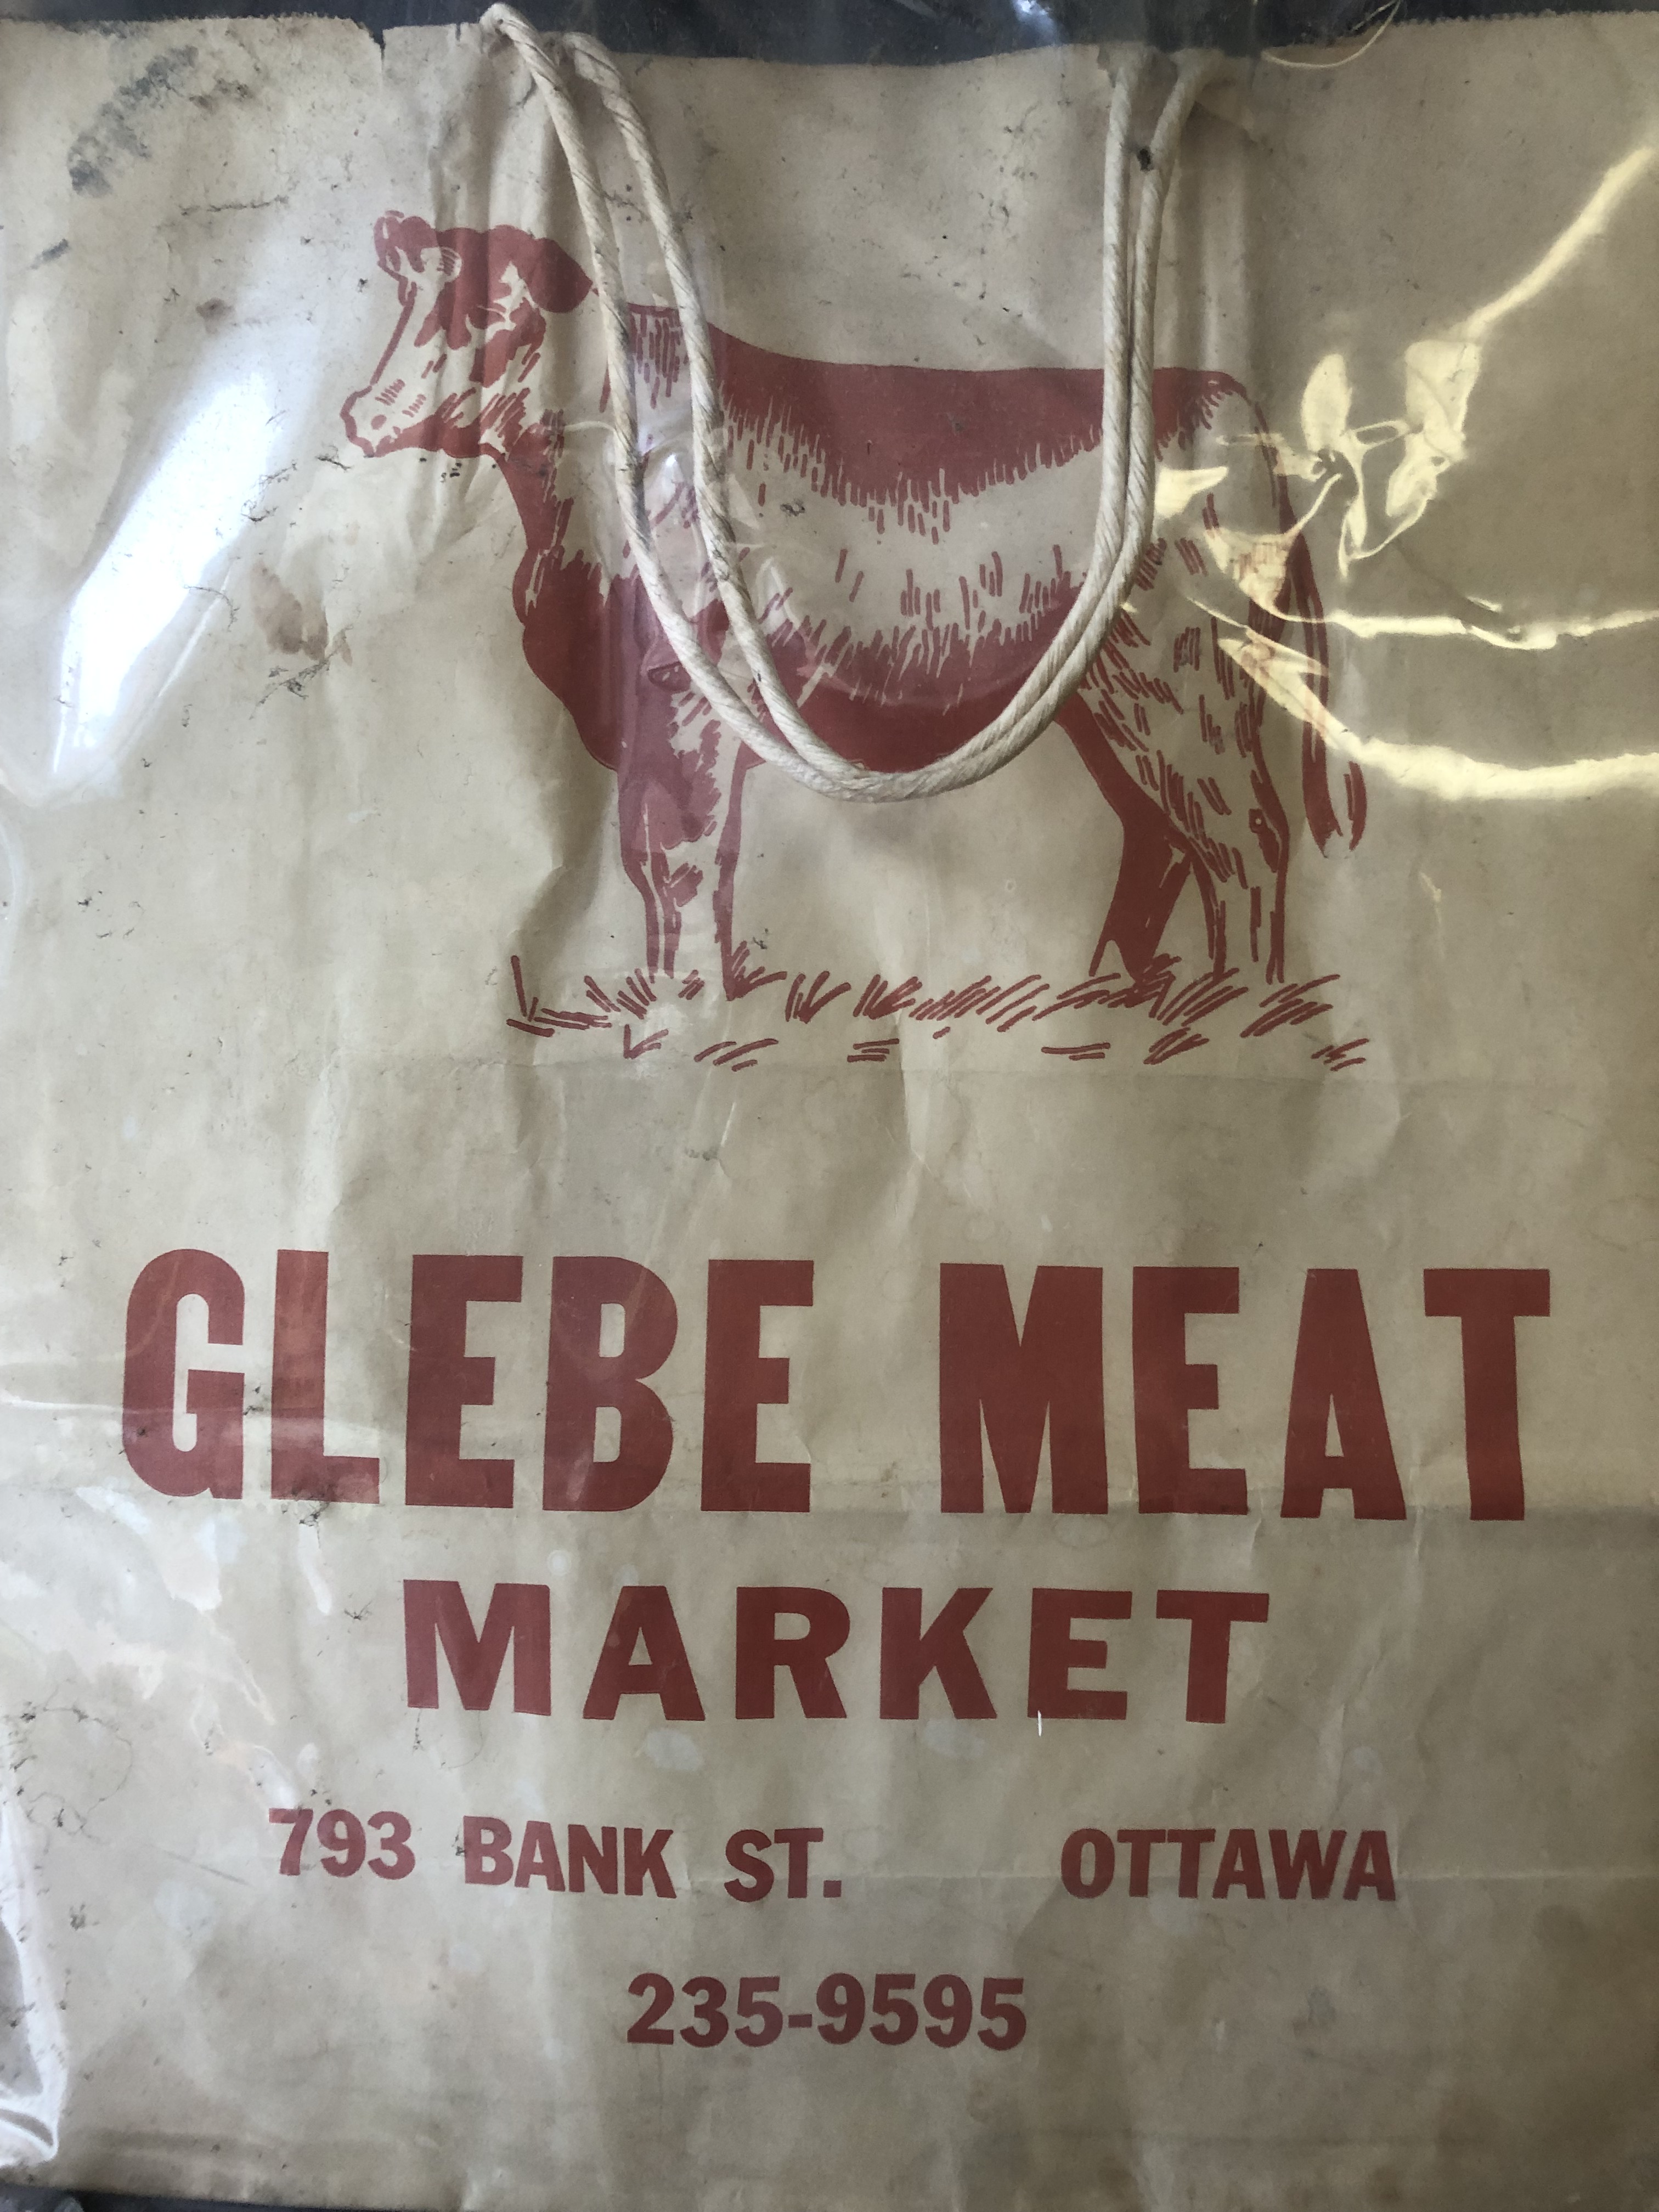 GLEBE MEAT
MARKET
793 BANK ST. OTTAWA
235-9595